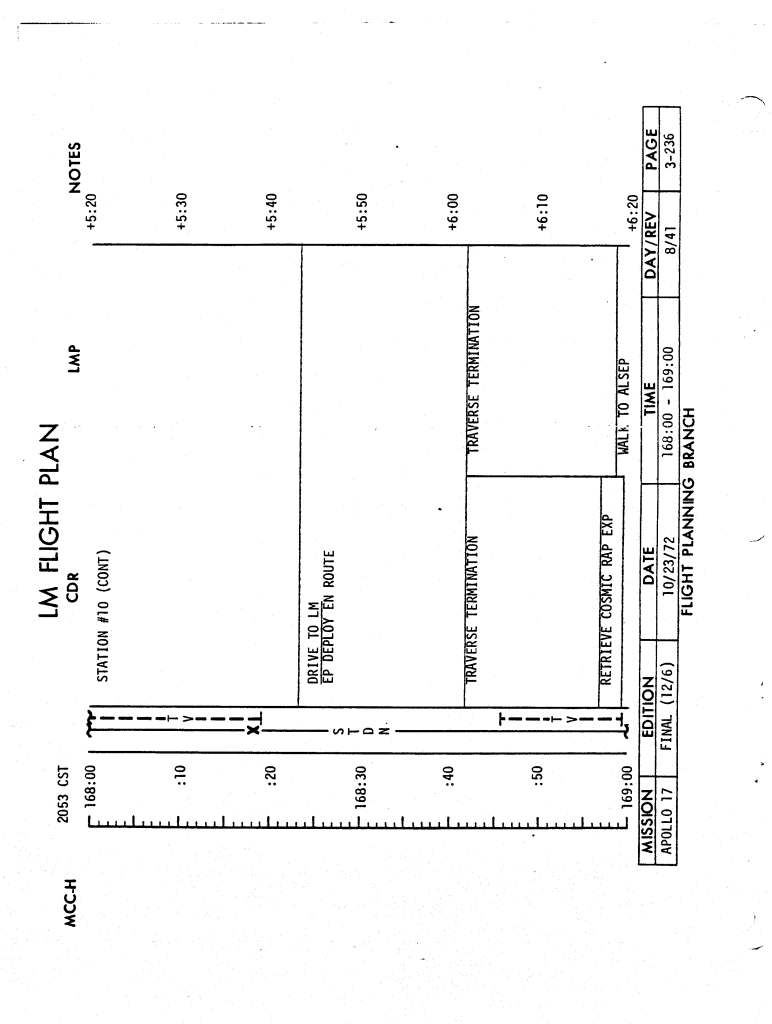 LM FLIGHT PLAN
MCC-H 2053 CST CDR LMP NOTES
168:00 +5:20
STATION #10 (CONT)
:10 +5:30
TV
:20 +5:40
DRIVE TO LM
EP DEPLOY EN ROUTE
168:30 +5:50
STDN
:40 +6:00
TRAVERSE TERMINATION TRAVERSE TERMINATION
:50 +6:10
TV
RETRIEVE COSMIC RAP EXP
WALK TO ALSEP
169:00 +6:20
MISSION EDITION DATE TIME DAY/REV PAGE
APOLLO 17 FINAL (12/6) 10/23/72 168:00 - 169:00 8/41 3-236
FLIGHT PLANNING BRANCH